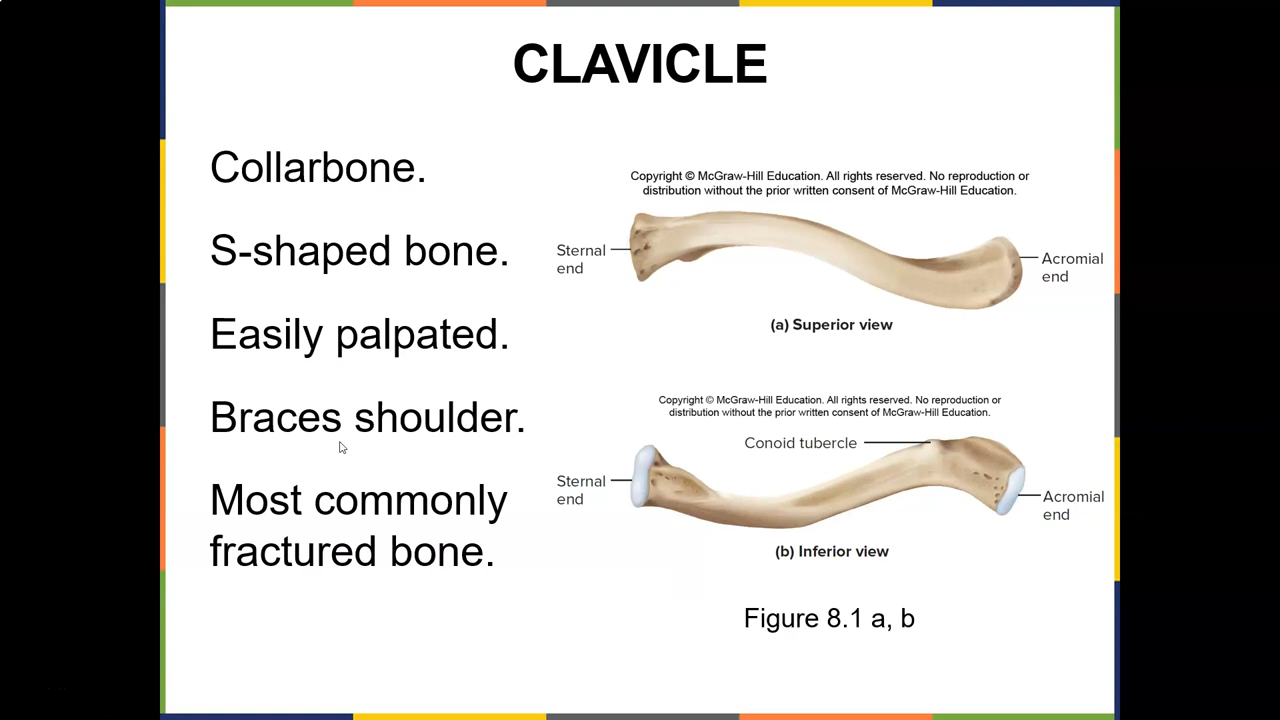 CLAVICLE
Collarbone.
S-shaped bone.
Easily palpated.
Braces shoulder.
Most commonly
fractured bone.
Copyright © McGraw-Hill Education. All rights reserved. No reproduction or
distribution without the prior written consent of McGraw-Hill Education.
Sternal
end
Acromial
end
(a) Superior view
Copyright © McGraw-Hill Education. All rights reserved. No reproduction or
distribution without the prior written consent of McGraw-Hill Education.
Conoid tubercle
Sternal
end
Acromial
end
(b) Inferior view
Figure 8.1 a, b